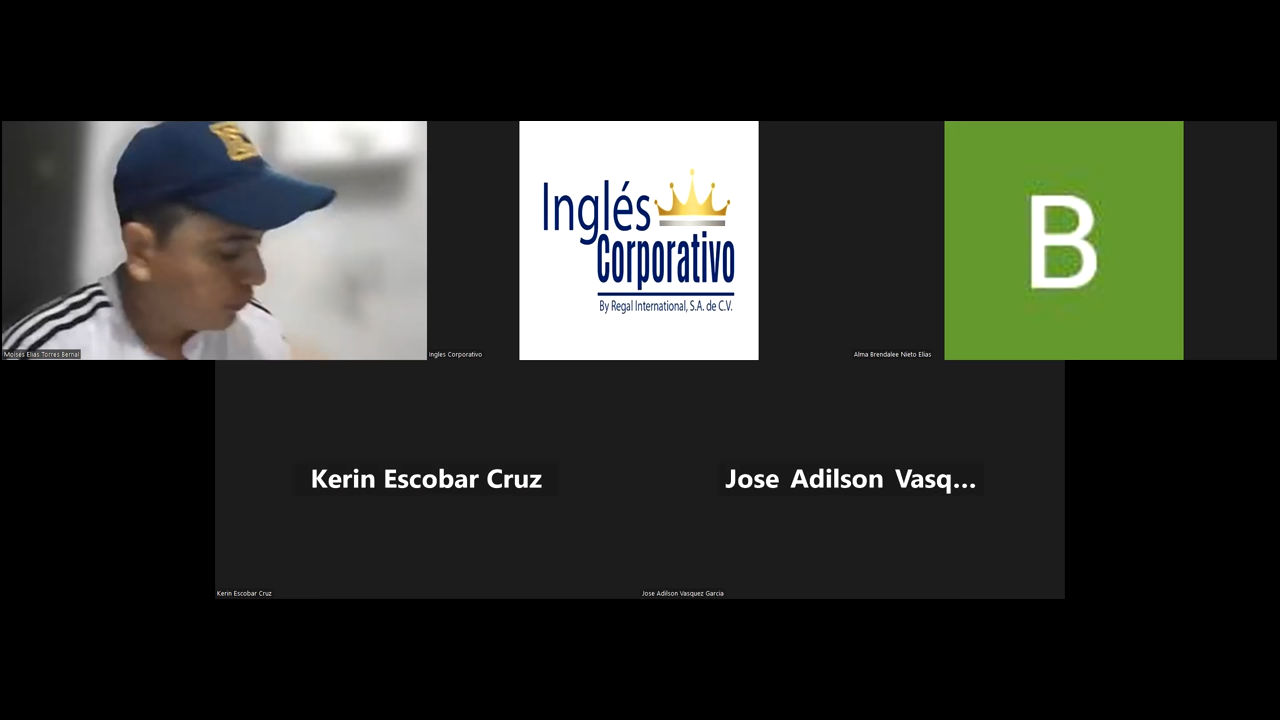 Moises Elias Torres Bernal
Inglés
Corporativo
By Regal International, S.A. de C.V.
Ingles Corporativo
B
Alma Brendalee Nieto Elias
Kerin Escobar Cruz
Jose Adilson Vasq...
Kerin Escobar Cruz
Jose Adilson Vasquez Garcia